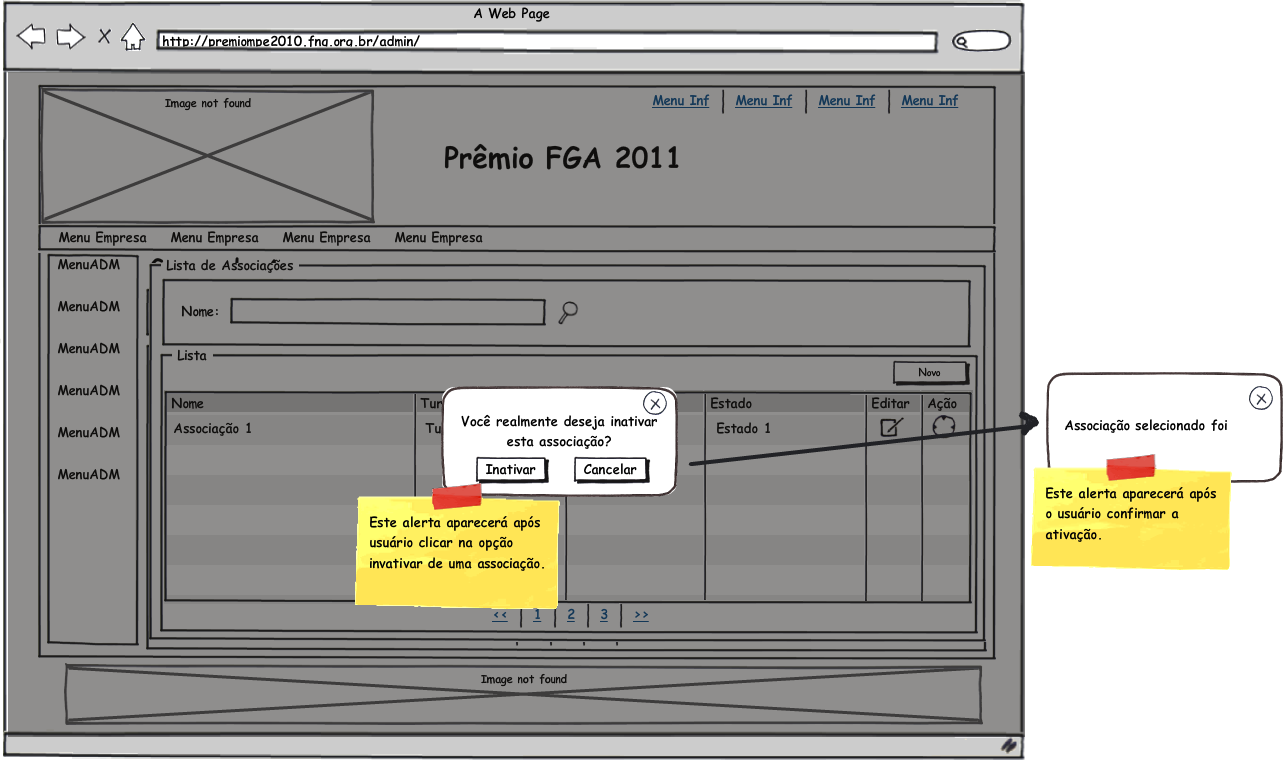 A Web Page
http://premiompe2010.fnq.org.br/admin/
Image not found
Menu Inf Menu Inf Menu Inf Menu Inf
Prêmio FGA 2011
Menu Empresa Menu Empresa Menu Empresa Menu Empresa
MenuADM
MenuADM
MenuADM
MenuADM
MenuADM
MenuADM
Lista de Associações
Nome:
Lista
Novo
Nome Tur Estado Editar Ação
Associação 1 Tu Estado 1
Você realmente deseja inativar
esta associação?
Inativar Cancelar
Este alerta aparecerá após
usuário clicar na opção
invativar de uma associação.
<< 1 2 3 >>
Image not found
Associação selecionado foi
Este alerta aparecerá após
o usuário confirmar a
ativação.